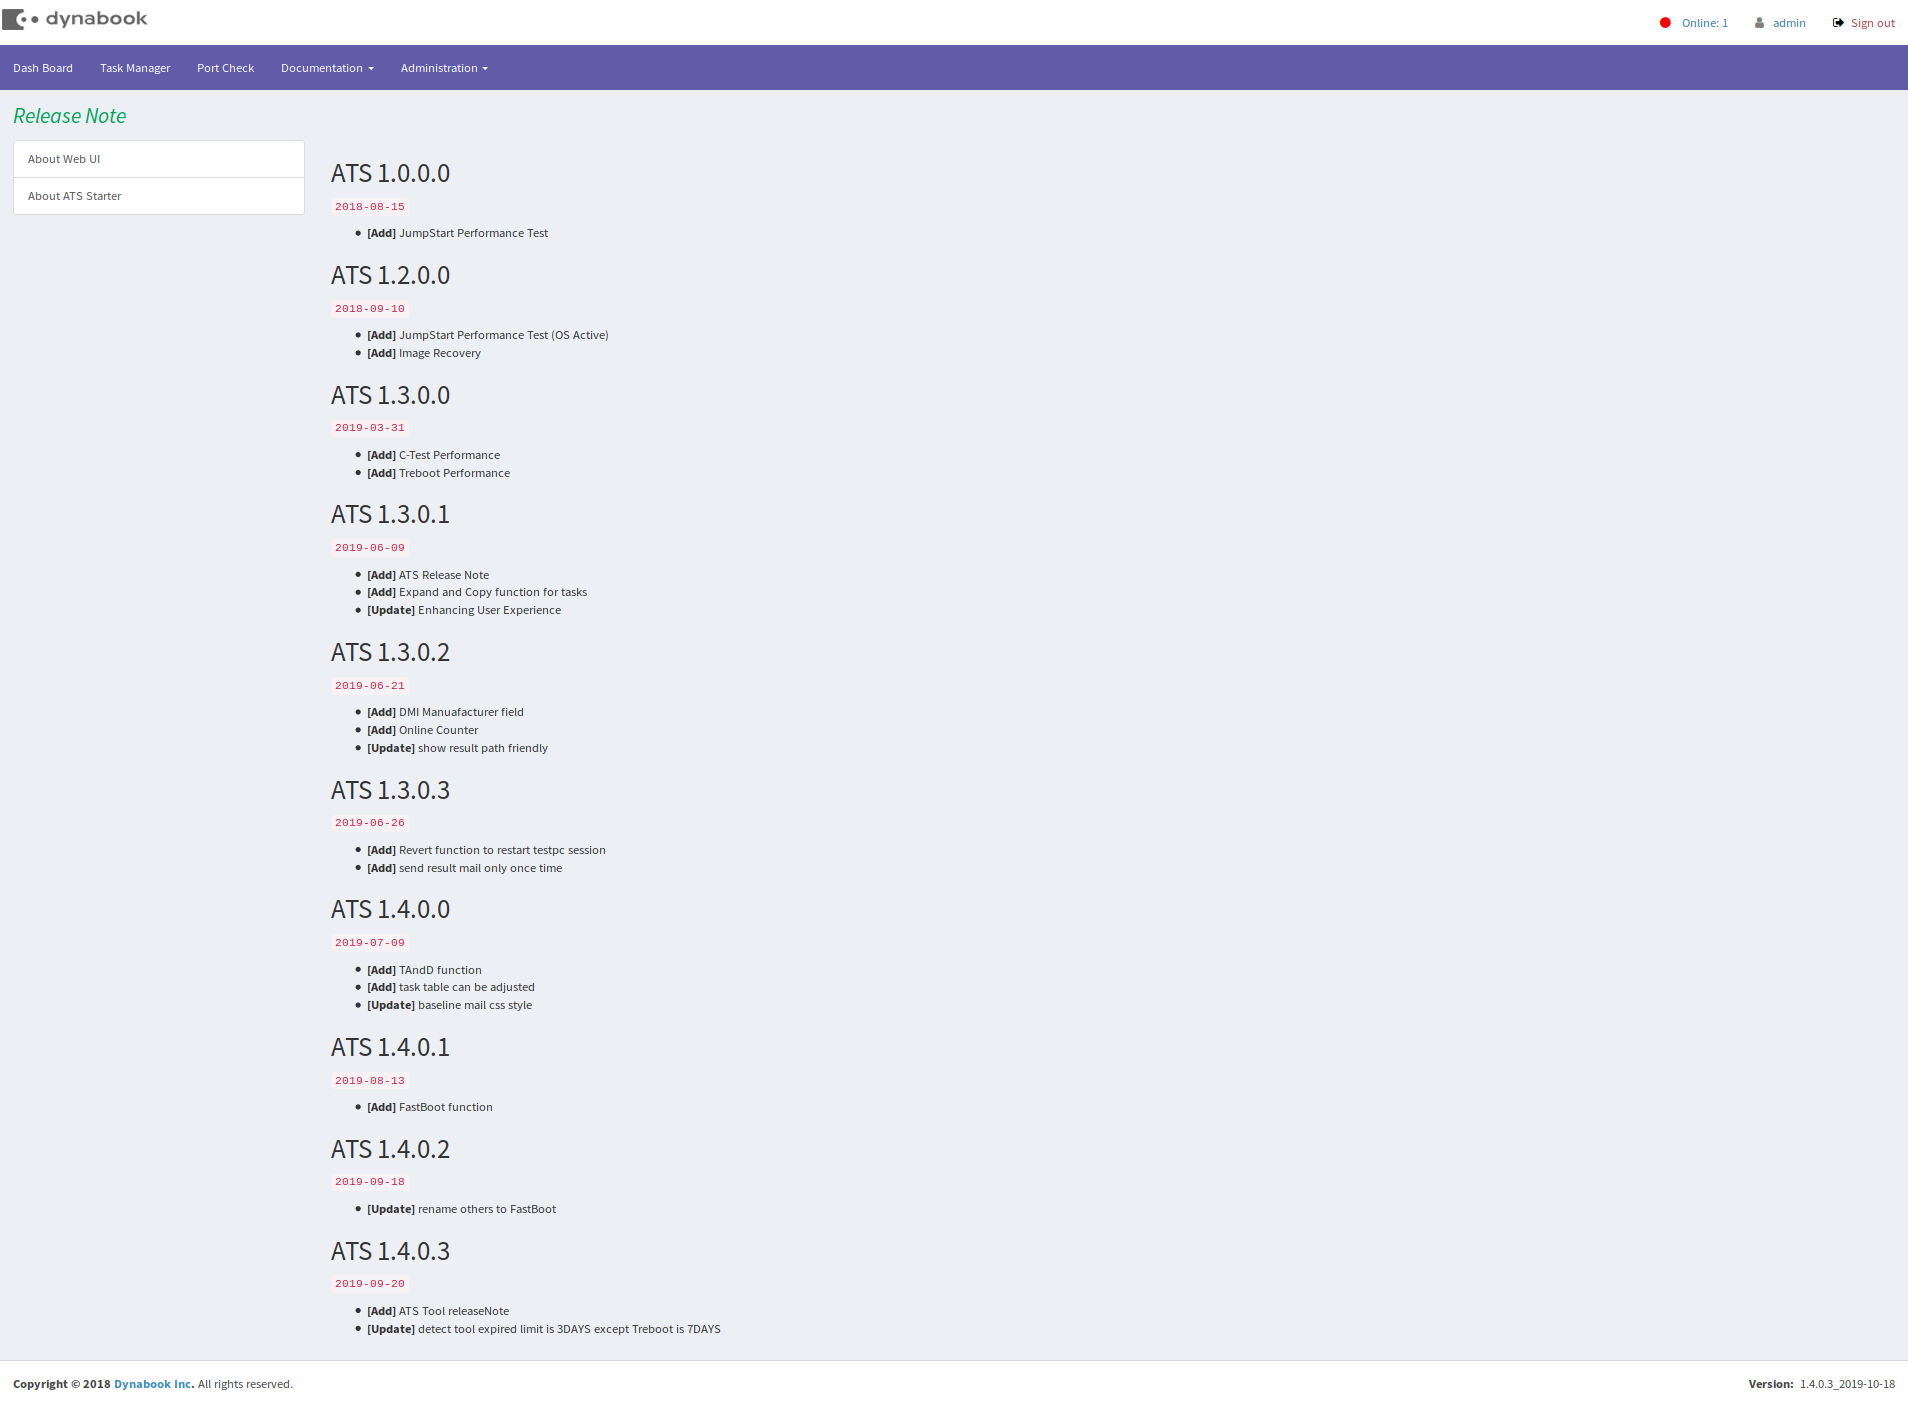 dynabook
Online: 1 admin Sign out
Dash Board Task Manager Port Check Documentation Administration
Release Note
About Web UI
About ATS Starter
ATS 1.0.0.0
2018-08-15
[Add] JumpStart Performance Test
ATS 1.2.0.0
2018-09-10
[Add] JumpStart Performance Test (OS Active)
[Add] Image Recovery
ATS 1.3.0.0
2019-03-31
[Add] C-Test Performance
[Add] Treboot Performance
ATS 1.3.0.1
2019-06-09
[Add] ATS Release Note
[Add] Expand and Copy function for tasks
[Update] Enhancing User Experience
ATS 1.3.0.2
2019-06-21
[Add] DMI Manuafacturer field
[Add] Online Counter
[Update] show result path friendly
ATS 1.3.0.3
2019-06-26
[Add] Revert function to restart testpc session
[Add] send result mail only once time
ATS 1.4.0.0
2019-07-09
[Add] TAndD function
[Add] task table can be adjusted
[Update] baseline mail css style
ATS 1.4.0.1
2019-08-13
[Add] FastBoot function
ATS 1.4.0.2
2019-09-18
[Update] rename others to FastBoot
ATS 1.4.0.3
2019-09-20
[Add] ATS Tool releaseNote
[Update] detect tool expired limit is 3DAYS except Treboot is 7DAYS
Copyright © 2018 Dynabook Inc. All rights reserved.
Version: 1.4.0.3_2019-10-18